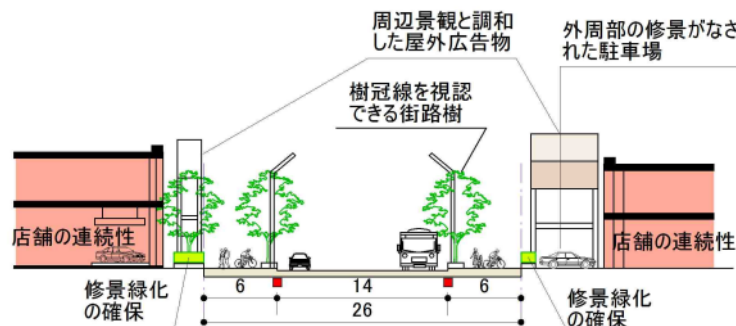 周辺景観と調和
した屋外広告物
外周部の修景がなさ
れた駐車場
樹冠線を視認
できる街路樹
店舗の連続性
店舗の連続性
修景緑化
の確保
6
14
6
26
修景緑化
の確保